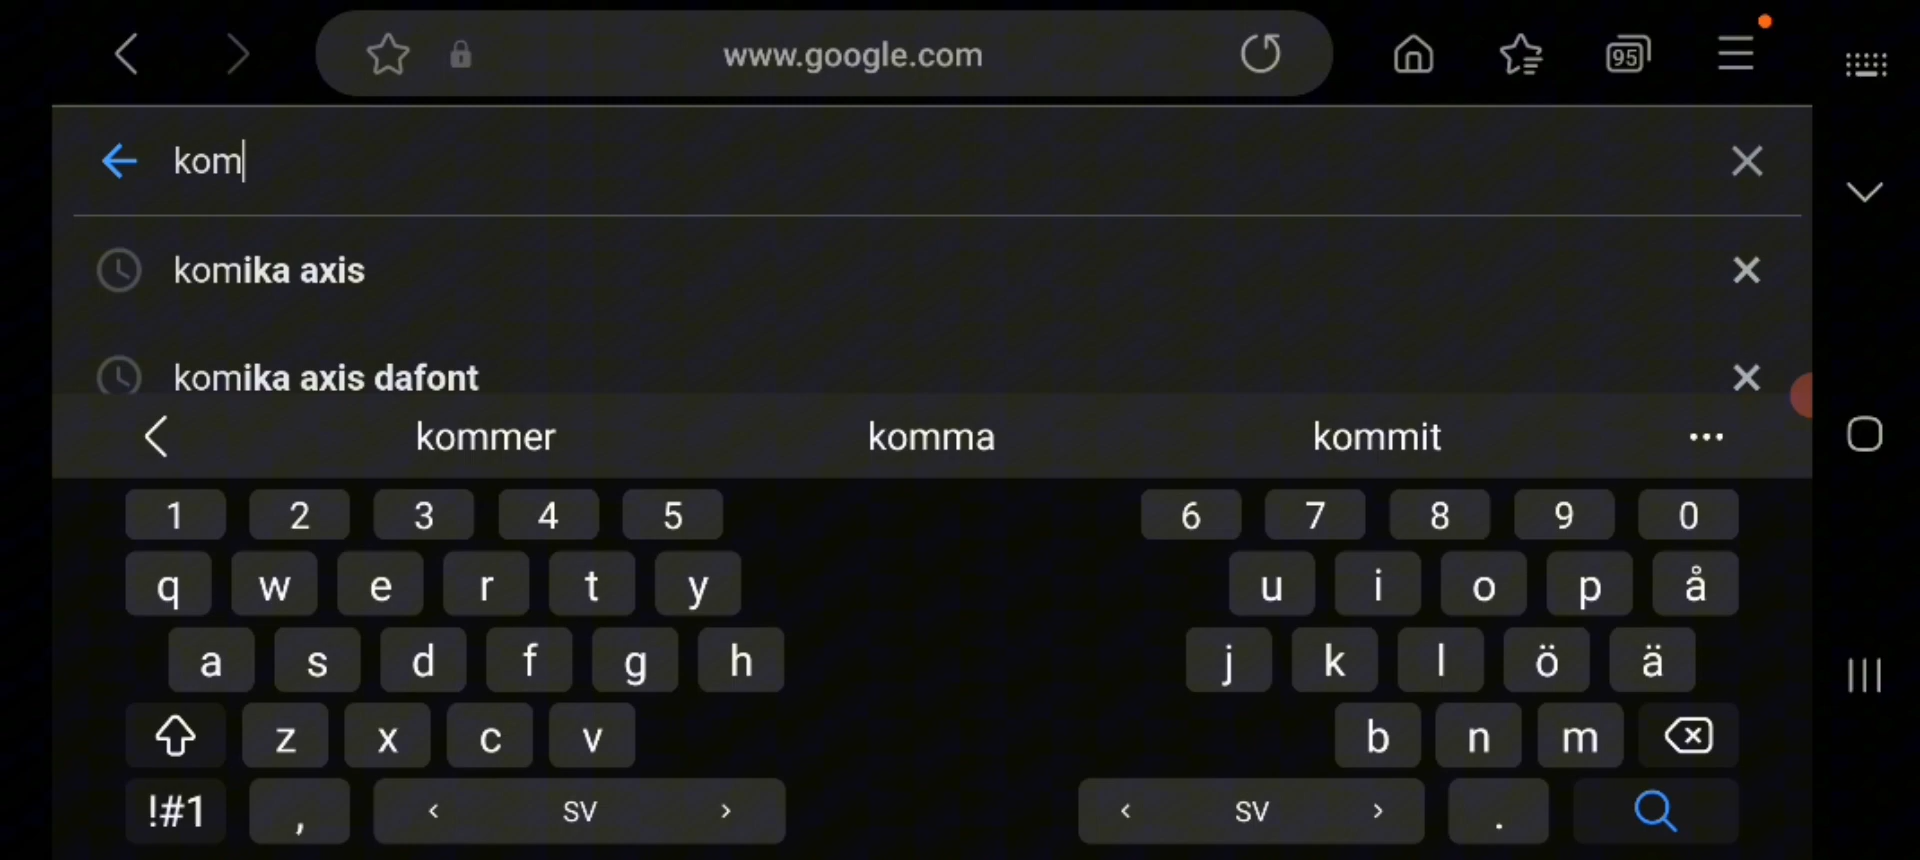 www.google.com
95
kom
komika axis
komika axis dafont
kommer komma kommit ...
1 2 3 4 5 6 7 8 9 0
q w e r t y u i o p å
a s d f g h j k l ö ä
z x c v b n m
!#1 , < SV > < SV > .